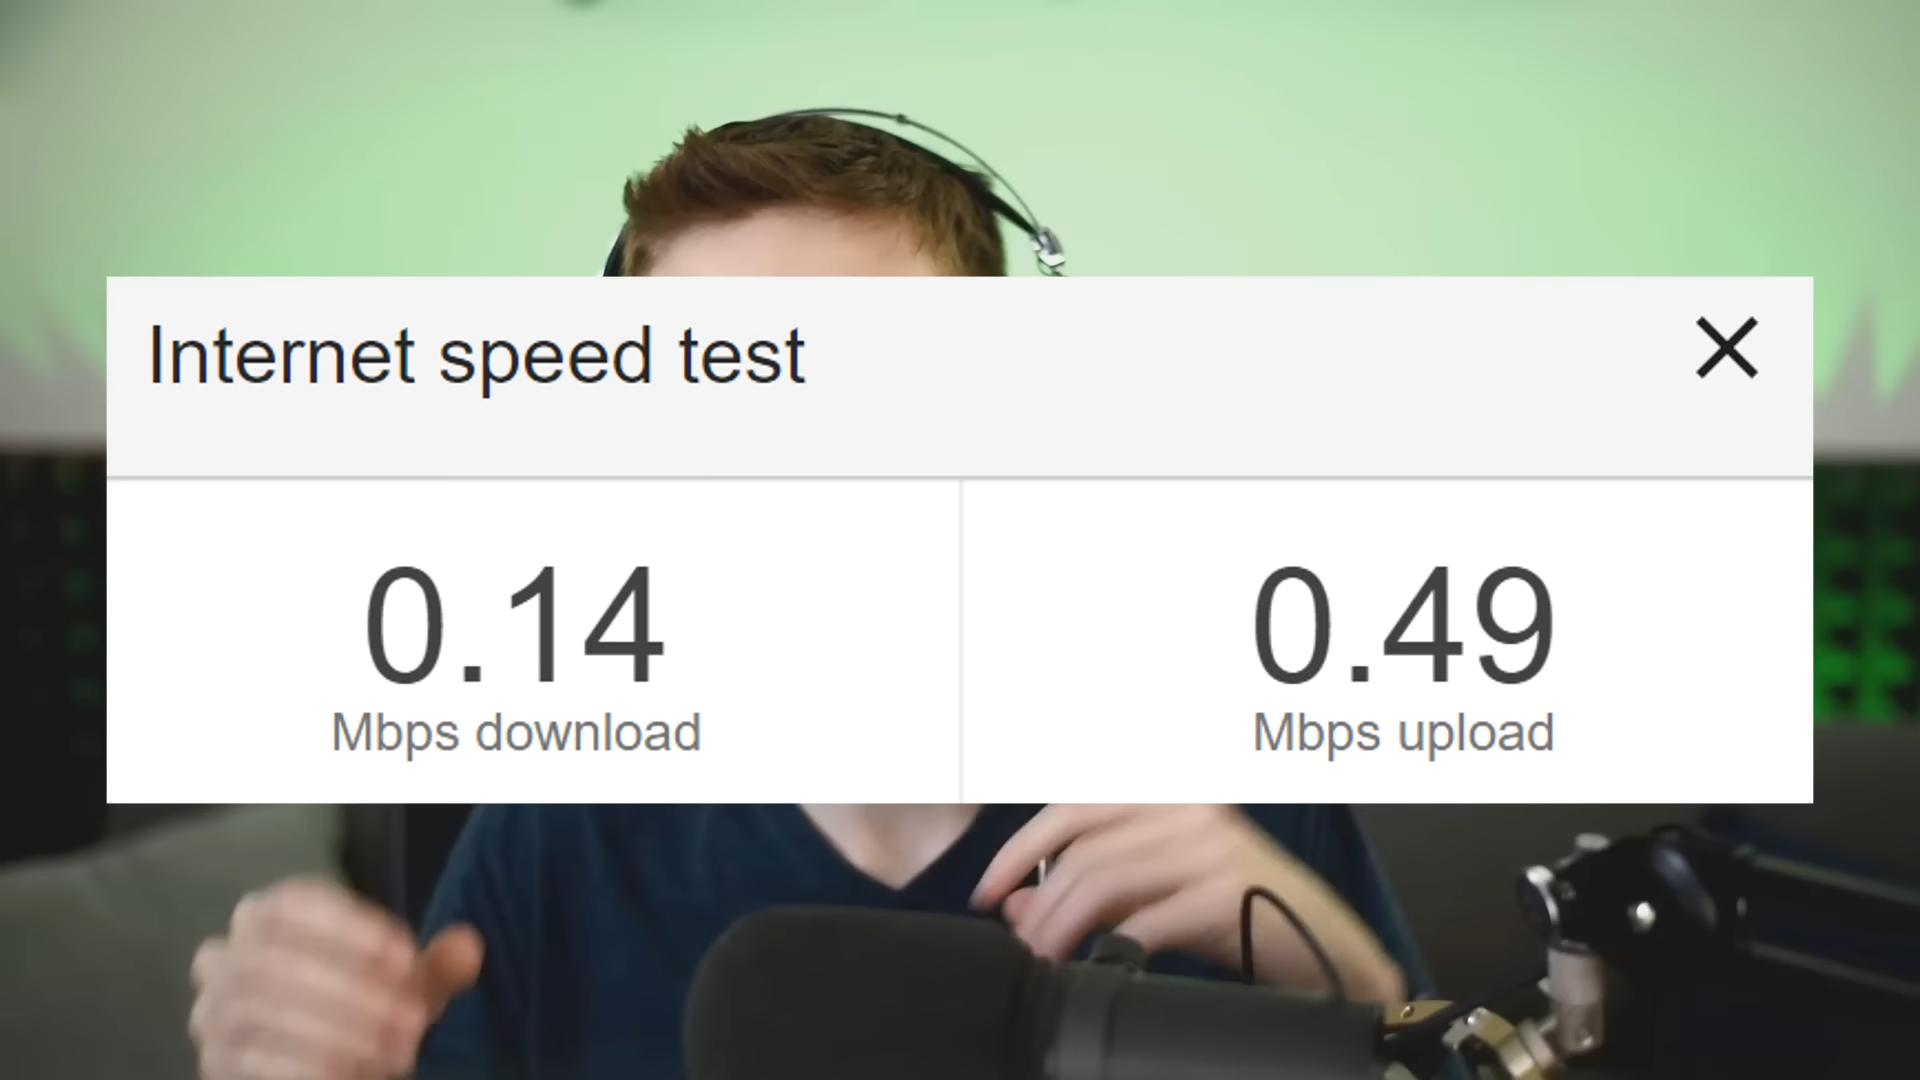 Internet speed test
0.14
Mbps download
0.49
Mbps upload